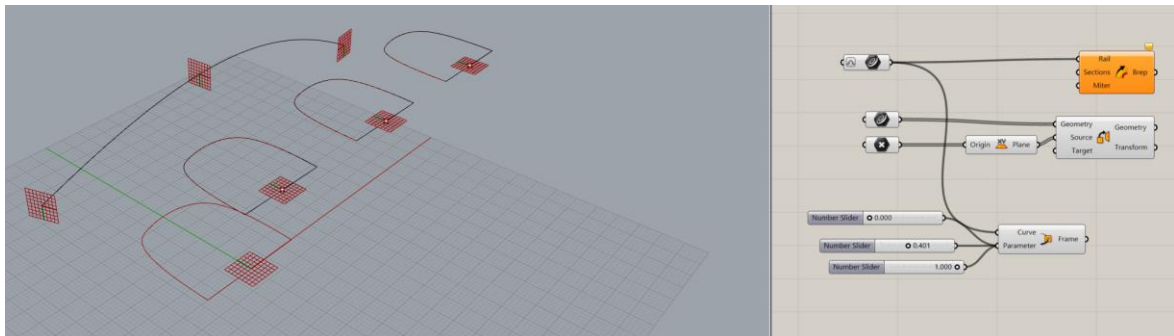 Rail
Sections
Miter
Brep
Geometry
Source
Target
Geometry
Transform
Origin
XY
Plane
Number Slider 0.000
Number Slider 0.401
Number Slider 1.000
Curve
Parameter
Frame